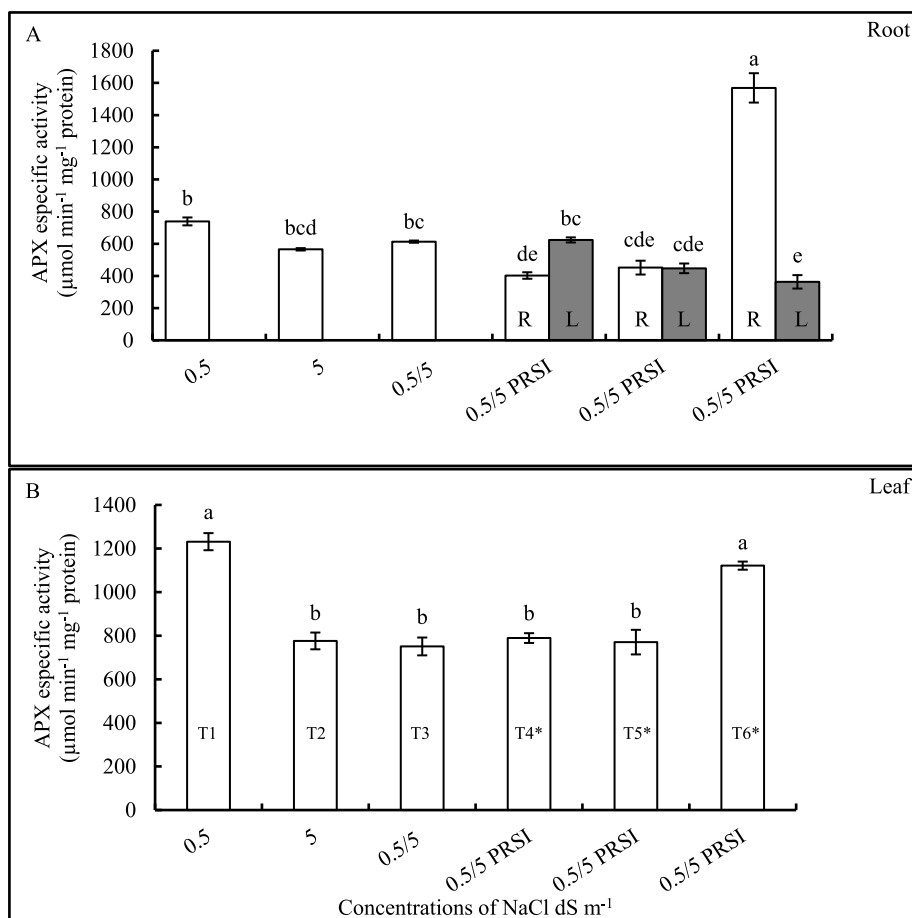 A
Root
APX especific activity
(µmol min⁻¹ mg⁻¹ protein)
1800
1600
1400
1200
1000
800
600
400
200
0
b
bcd
bc
de
bc
cde
cde
a
e
R
L
R
L
R
L
0.5
5
0.5/5
0.5/5 PRSI
0.5/5 PRSI
0.5/5 PRSI
B
Leaf
APX especific activity
(µmol min⁻¹ mg⁻¹ protein)
1400
1200
1000
800
600
400
200
0
a
b
b
b
b
a
T1
T2
T3
T4*
T5*
T6*
0.5
5
0.5/5
0.5/5 PRSI
0.5/5 PRSI
0.5/5 PRSI
Concentrations of NaCl dS m⁻¹